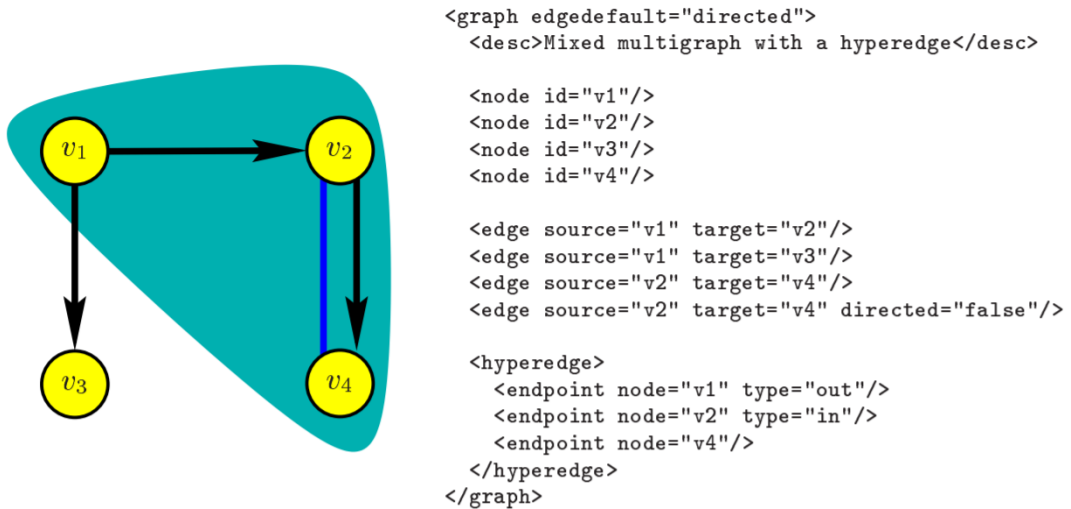 v1
v2
v3
v4
<graph edgedefault="directed">
<desc>Mixed multigraph with a hyperedge</desc>
<node id="v1"/>
<node id="v2"/>
<node id="v3"/>
<node id="v4"/>
<edge source="v1" target="v2"/>
<edge source="v1" target="v3"/>
<edge source="v2" target="v4"/>
<edge source="v2" target="v4" directed="false"/>
<hyperedge>
<endpoint node="v1" type="out"/>
<endpoint node="v2" type="in"/>
<endpoint node="v4"/>
</hyperedge>
</graph>